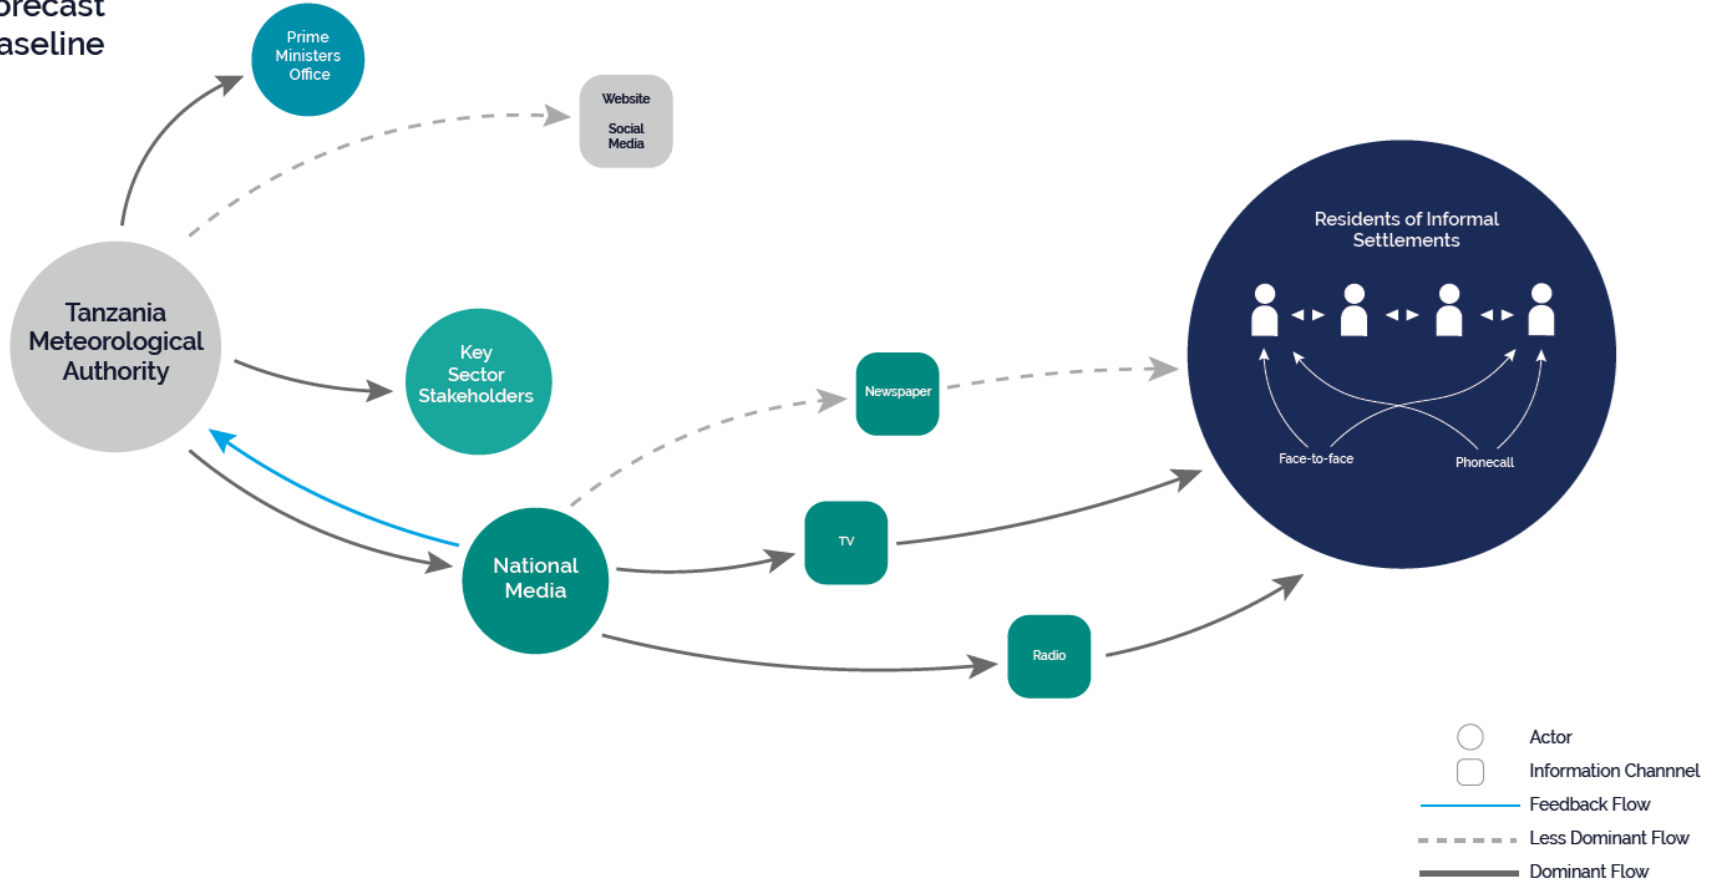 orecast
aseline
Prime
Ministers
Office
Website
Social
Media
Tanzania
Meteorological
Authority
Key
Sector
Stakeholders
National
Media
Newspaper
TV
Radio
Residents of Informal
Settlements
Face-to-face
Phonecall
Actor
Information Channnel
Feedback Flow
Less Dominant Flow
Dominant Flow